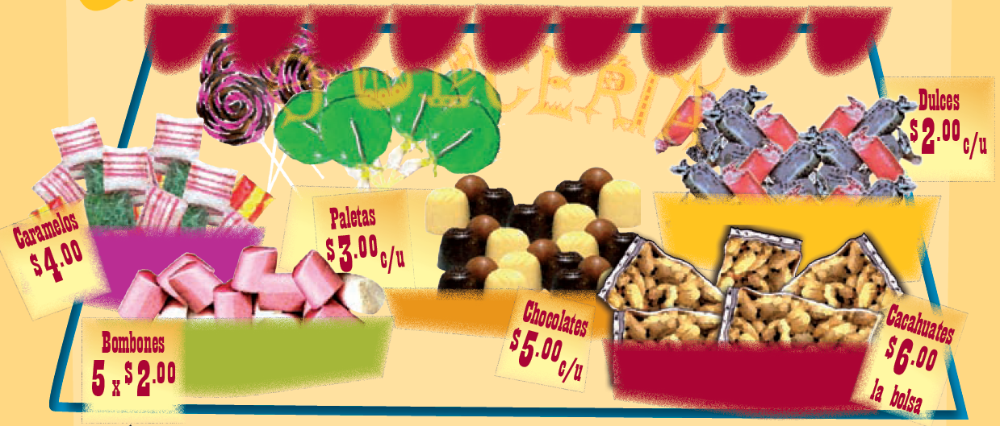 DULCERIA
Dulces
$2.00 c/u
Caramelos
$4.00
Paletas
$3.00 c/u
Bombones
5 x $2.00
Chocolates
$5.00 c/u
Cacahuates
$6.00
la bolsa